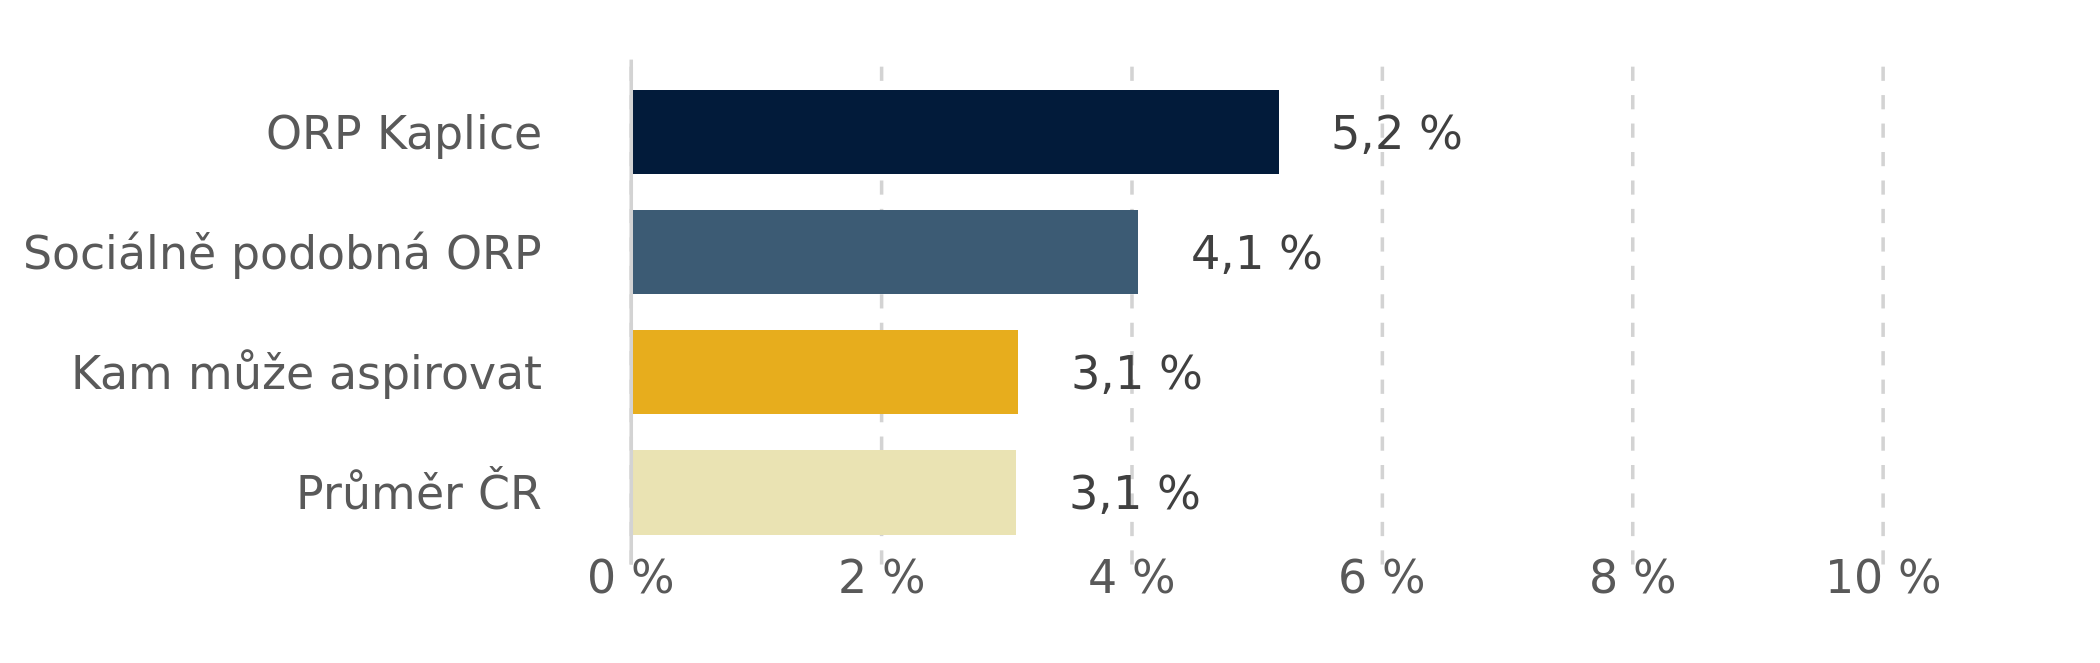 ORP Kaplice 5,2 %
Sociálně podobná ORP 4,1 %
Kam může aspirovat 3,1 %
Průměr ČR 3,1 %
0 % 2 % 4 % 6 % 8 % 10 %